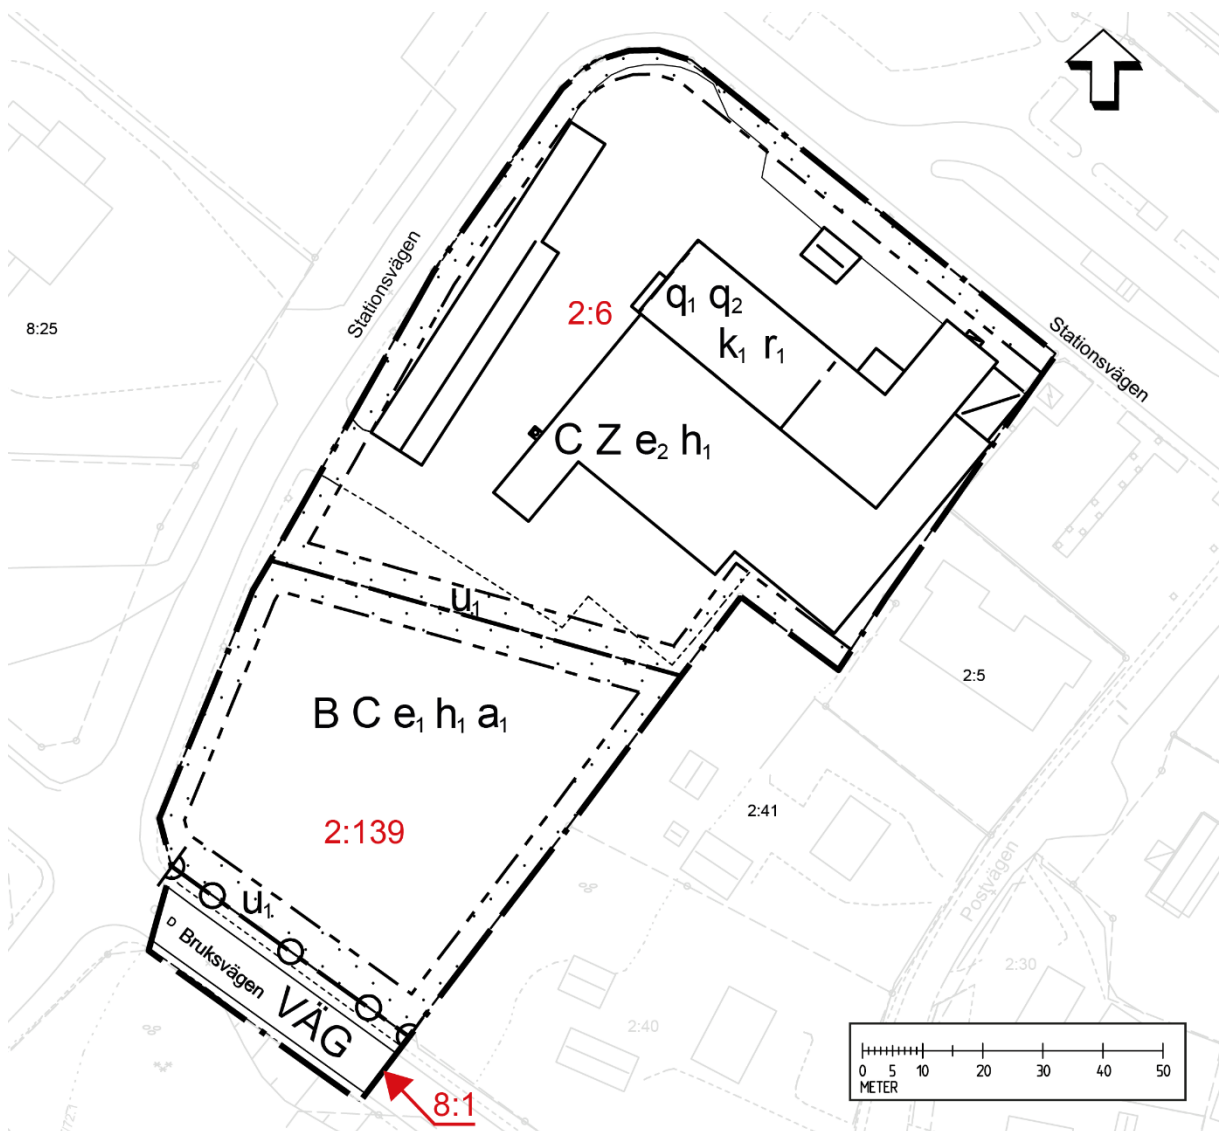 8:25
Stationsvägen
2:6
q1 q2
k1 r1
Stationsvägen
C Z e2 h1
u1
2:5
B C e1 h1 a1
2:139
2:41
Postvägen
u1
D Bruksvägen
VÄG
2:30
2:40
8:1
0 5 10 20 30 40 50
METER